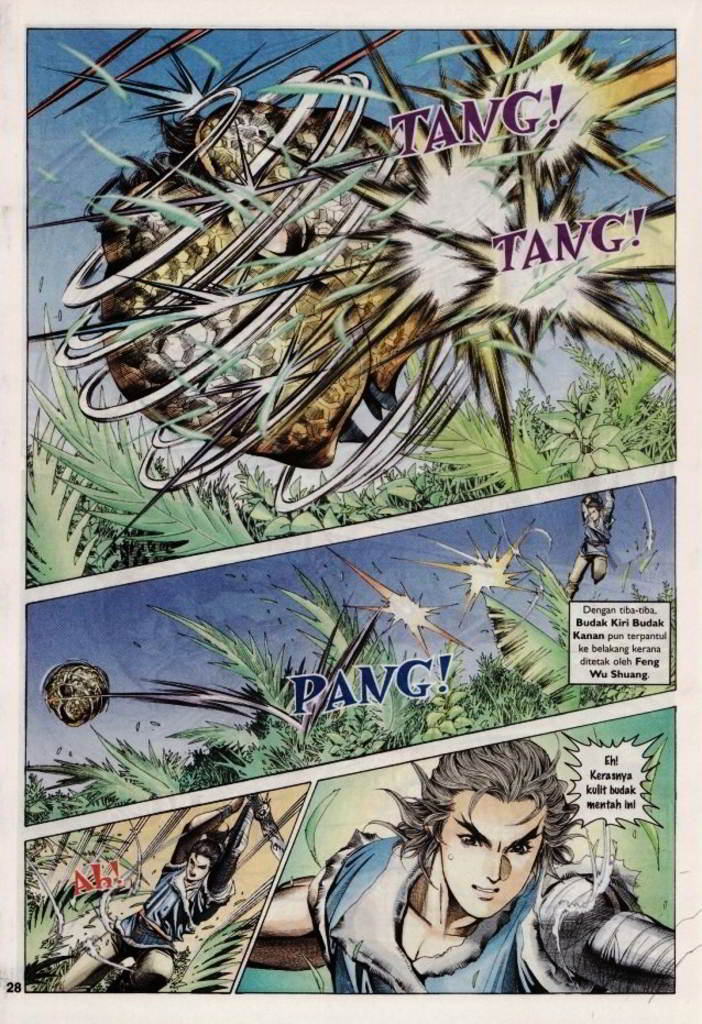 TANG!
TANG!
Dengan tiba-tiba,
Budak Kiri Budak
Kanan pun terpantul
ke belakang kerana
ditetak oleh Feng
Wu Shuang.
PANG!
Ah!
Eh!
Kerasnya
kulit budak
mentah ini!
28